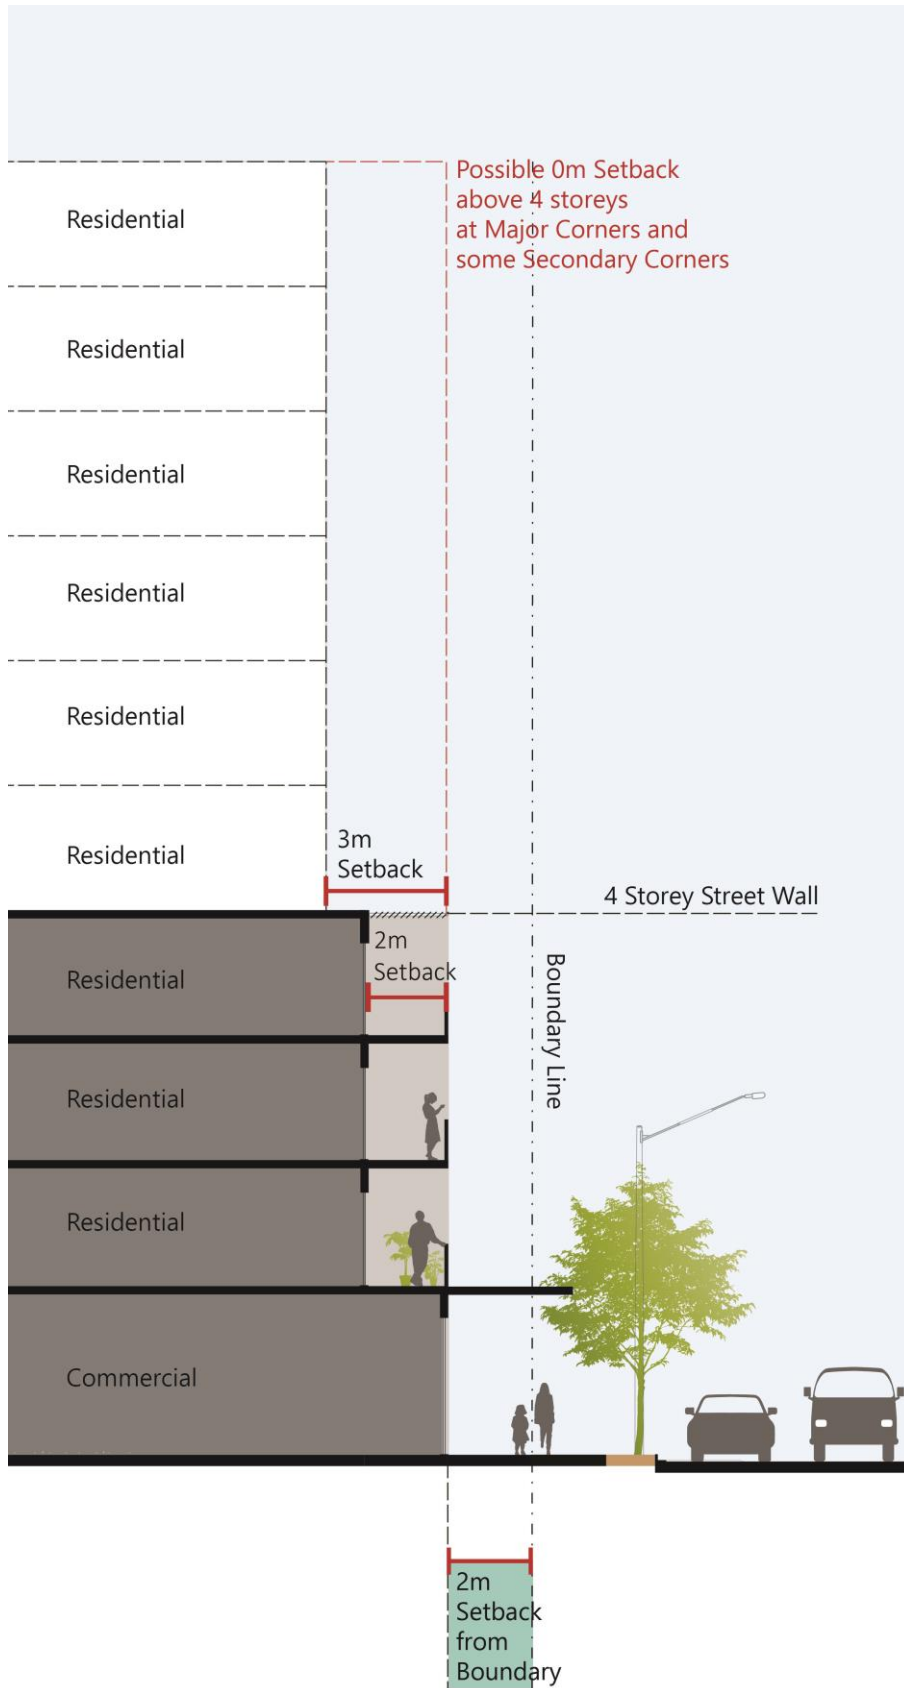 Possible 0m Setback
above 4 storeys
at Major Corners and
some Secondary Corners
Residential
Residential
Residential
Residential
Residential
Residential
3m
Setback
4 Storey Street Wall
2m
Setback
Residential
Boundary Line
Residential
Residential
Commercial
2m
Setback
from
Boundary